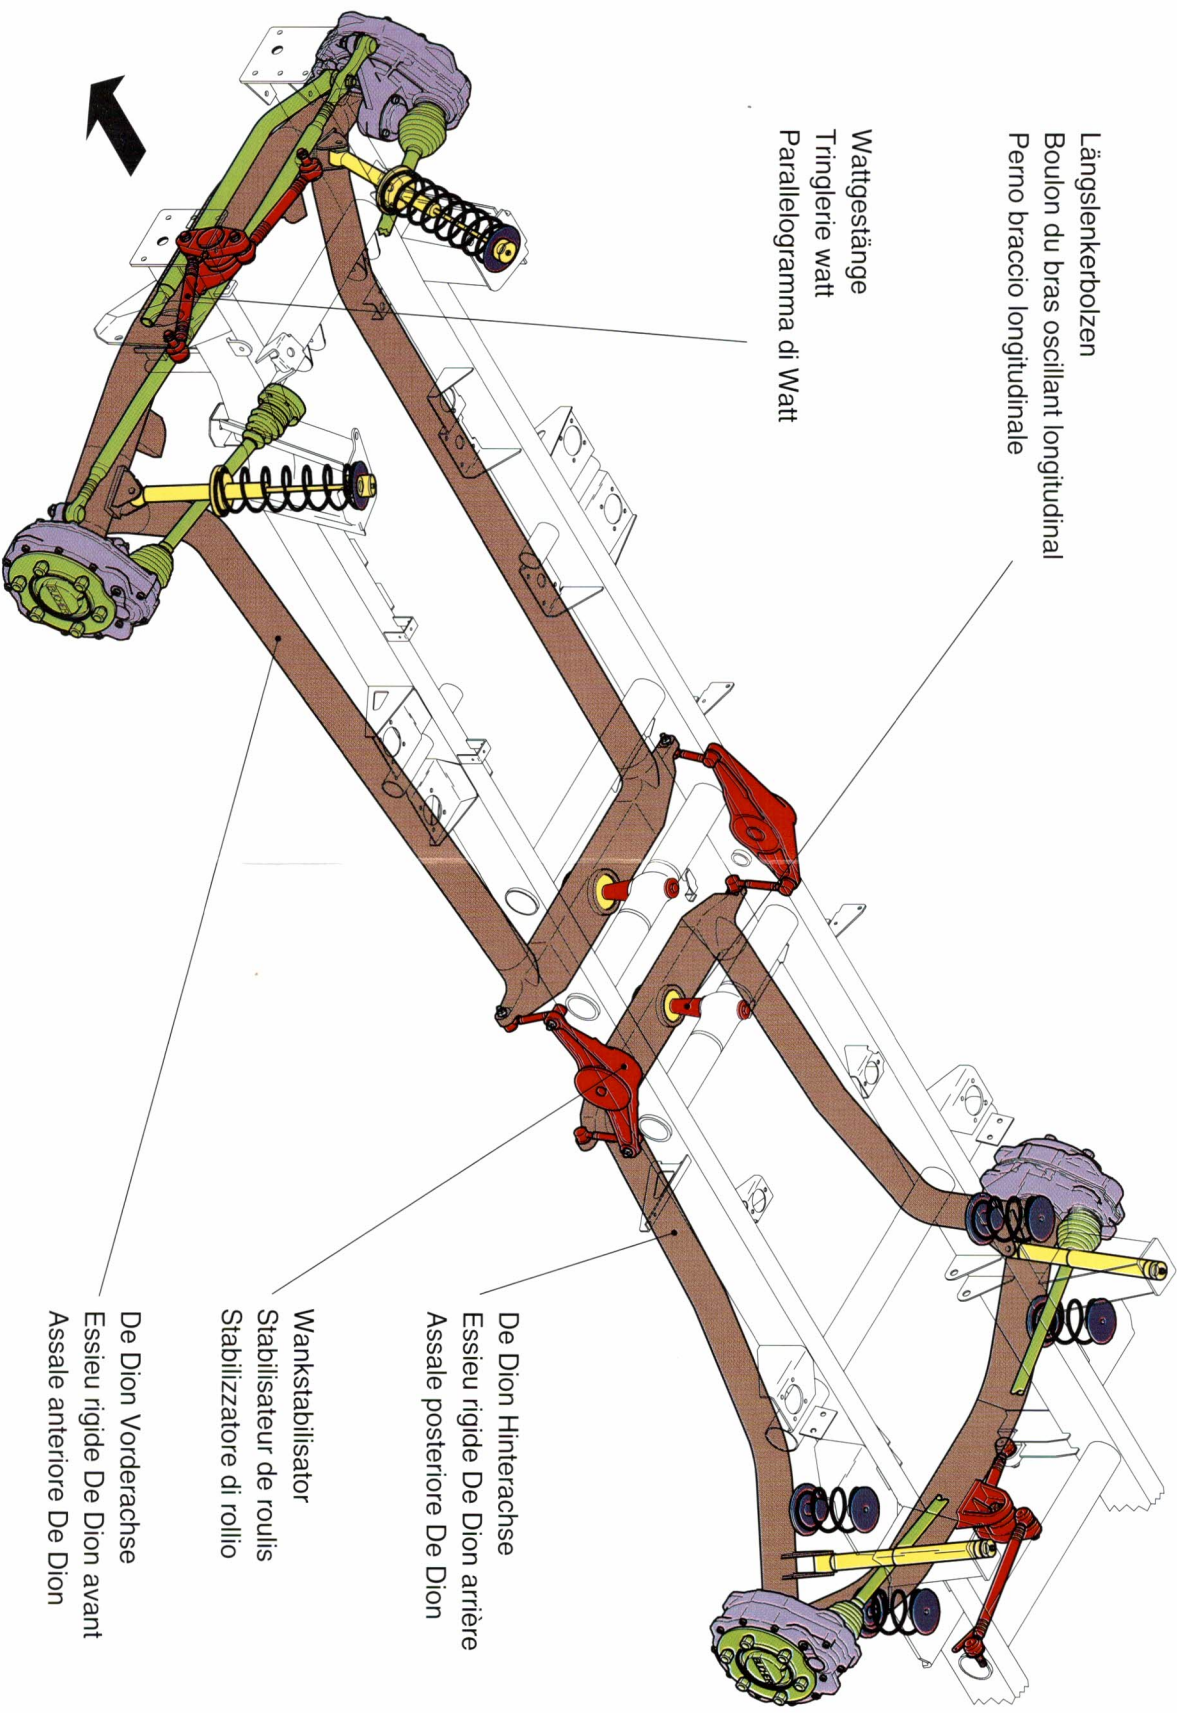 Längslenkerbolzen
Boulon du bras oscillant longitudinal
Perno braccio longitudinale
Wattgestänge
Tringlerie watt
Parallelogramma di Watt
De Dion Hinterachse
Essieu rigide De Dion arrière
Assale posteriore De Dion
Wankstabilisator
Stabilisateur de roulis
Stabilizzatore di rollio
De Dion Vorderachse
Essieu rigide De Dion avant
Assale anteriore De Dion